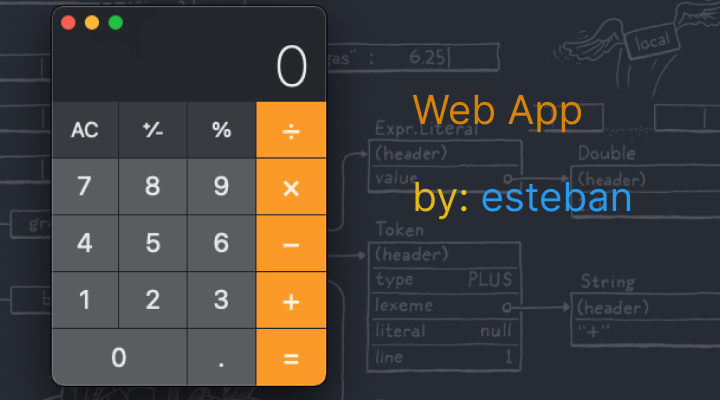 0
AC +/- % ÷
7 8 9 ×
4 5 6 −
1 2 3 +
0 . =
Web App
by: esteban
gas" : 6.25
local
Expr.Literal
(header)
value
Double
(header)
Token
(header)
type PLUS
lexeme
literal null
line 1
String
(header)
"+"